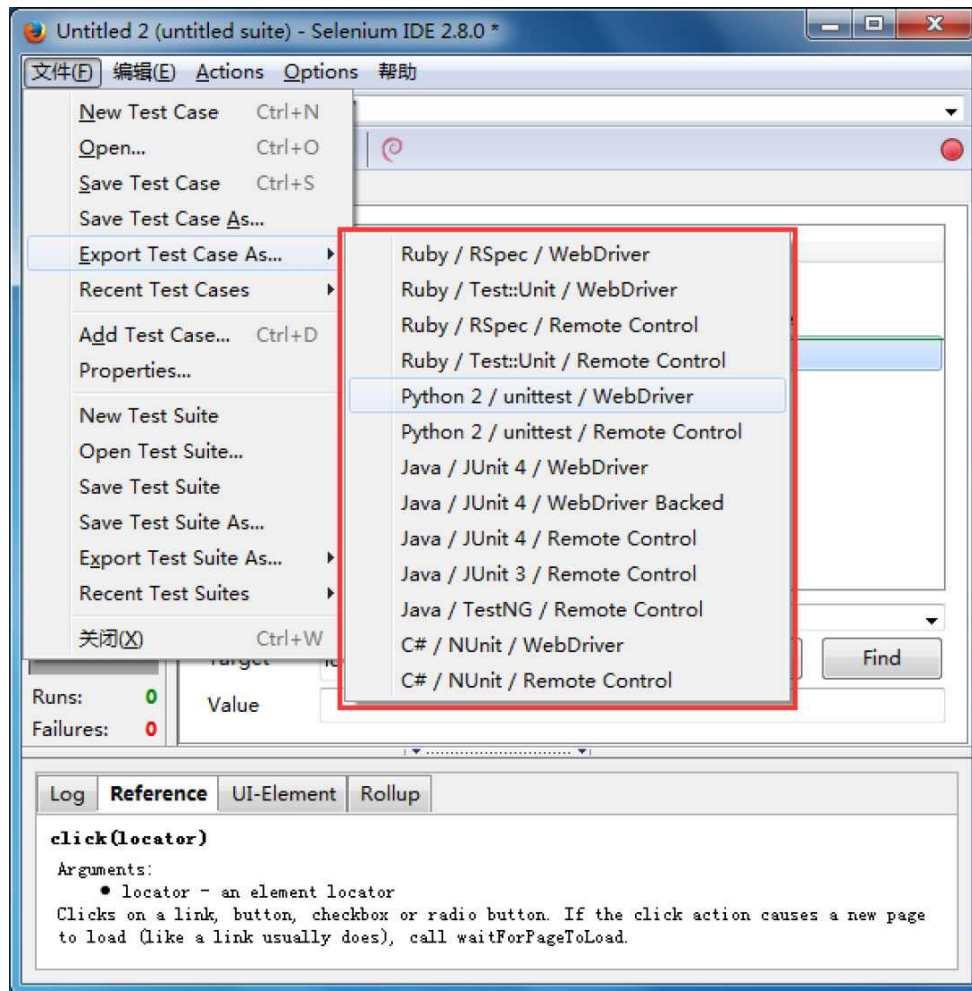 Untitled 2 (untitled suite) - Selenium IDE 2.8.0 *
文件(F) 编辑(E) Actions Options 帮助
New Test Case Ctrl+N
Open... Ctrl+O
Save Test Case Ctrl+S
Save Test Case As...
Export Test Case As...
Recent Test Cases
Add Test Case... Ctrl+D
Properties...
New Test Suite
Open Test Suite...
Save Test Suite
Save Test Suite As...
Export Test Suite As...
Recent Test Suites
关闭(X) Ctrl+W
Ruby / RSpec / WebDriver
Ruby / Test::Unit / WebDriver
Ruby / RSpec / Remote Control
Ruby / Test::Unit / Remote Control
Python 2 / unittest / WebDriver
Python 2 / unittest / Remote Control
Java / JUnit 4 / WebDriver
Java / JUnit 4 / WebDriver Backed
Java / JUnit 4 / Remote Control
Java / JUnit 3 / Remote Control
Java / TestNG / Remote Control
C# / NUnit / WebDriver
C# / NUnit / Remote Control
Target
Find
Runs: 0
Failures: 0
Value
Log Reference UI-Element Rollup
click(locator)
Arguments:
● locator - an element locator
Clicks on a link, button, checkbox or radio button. If the click action causes a new page
to load (like a link usually does), call waitForPageToLoad.